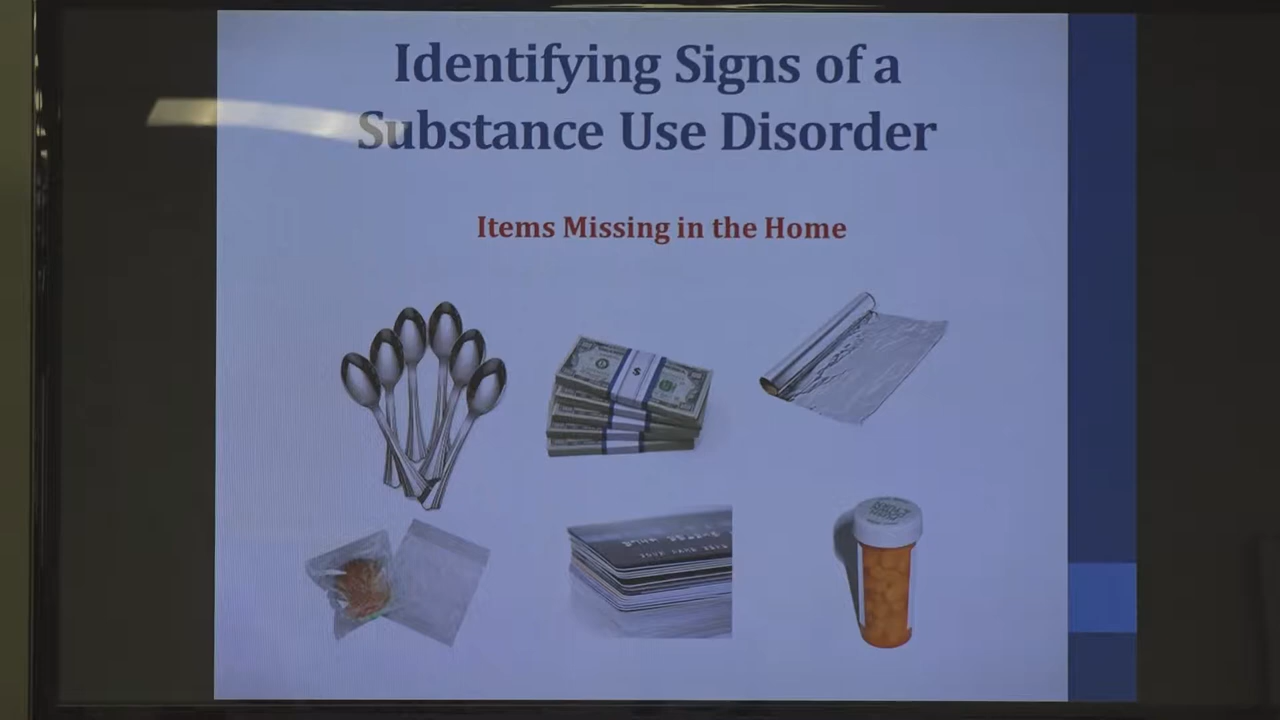 Identifying Signs of a
Substance Use Disorder
Items Missing in the Home
$